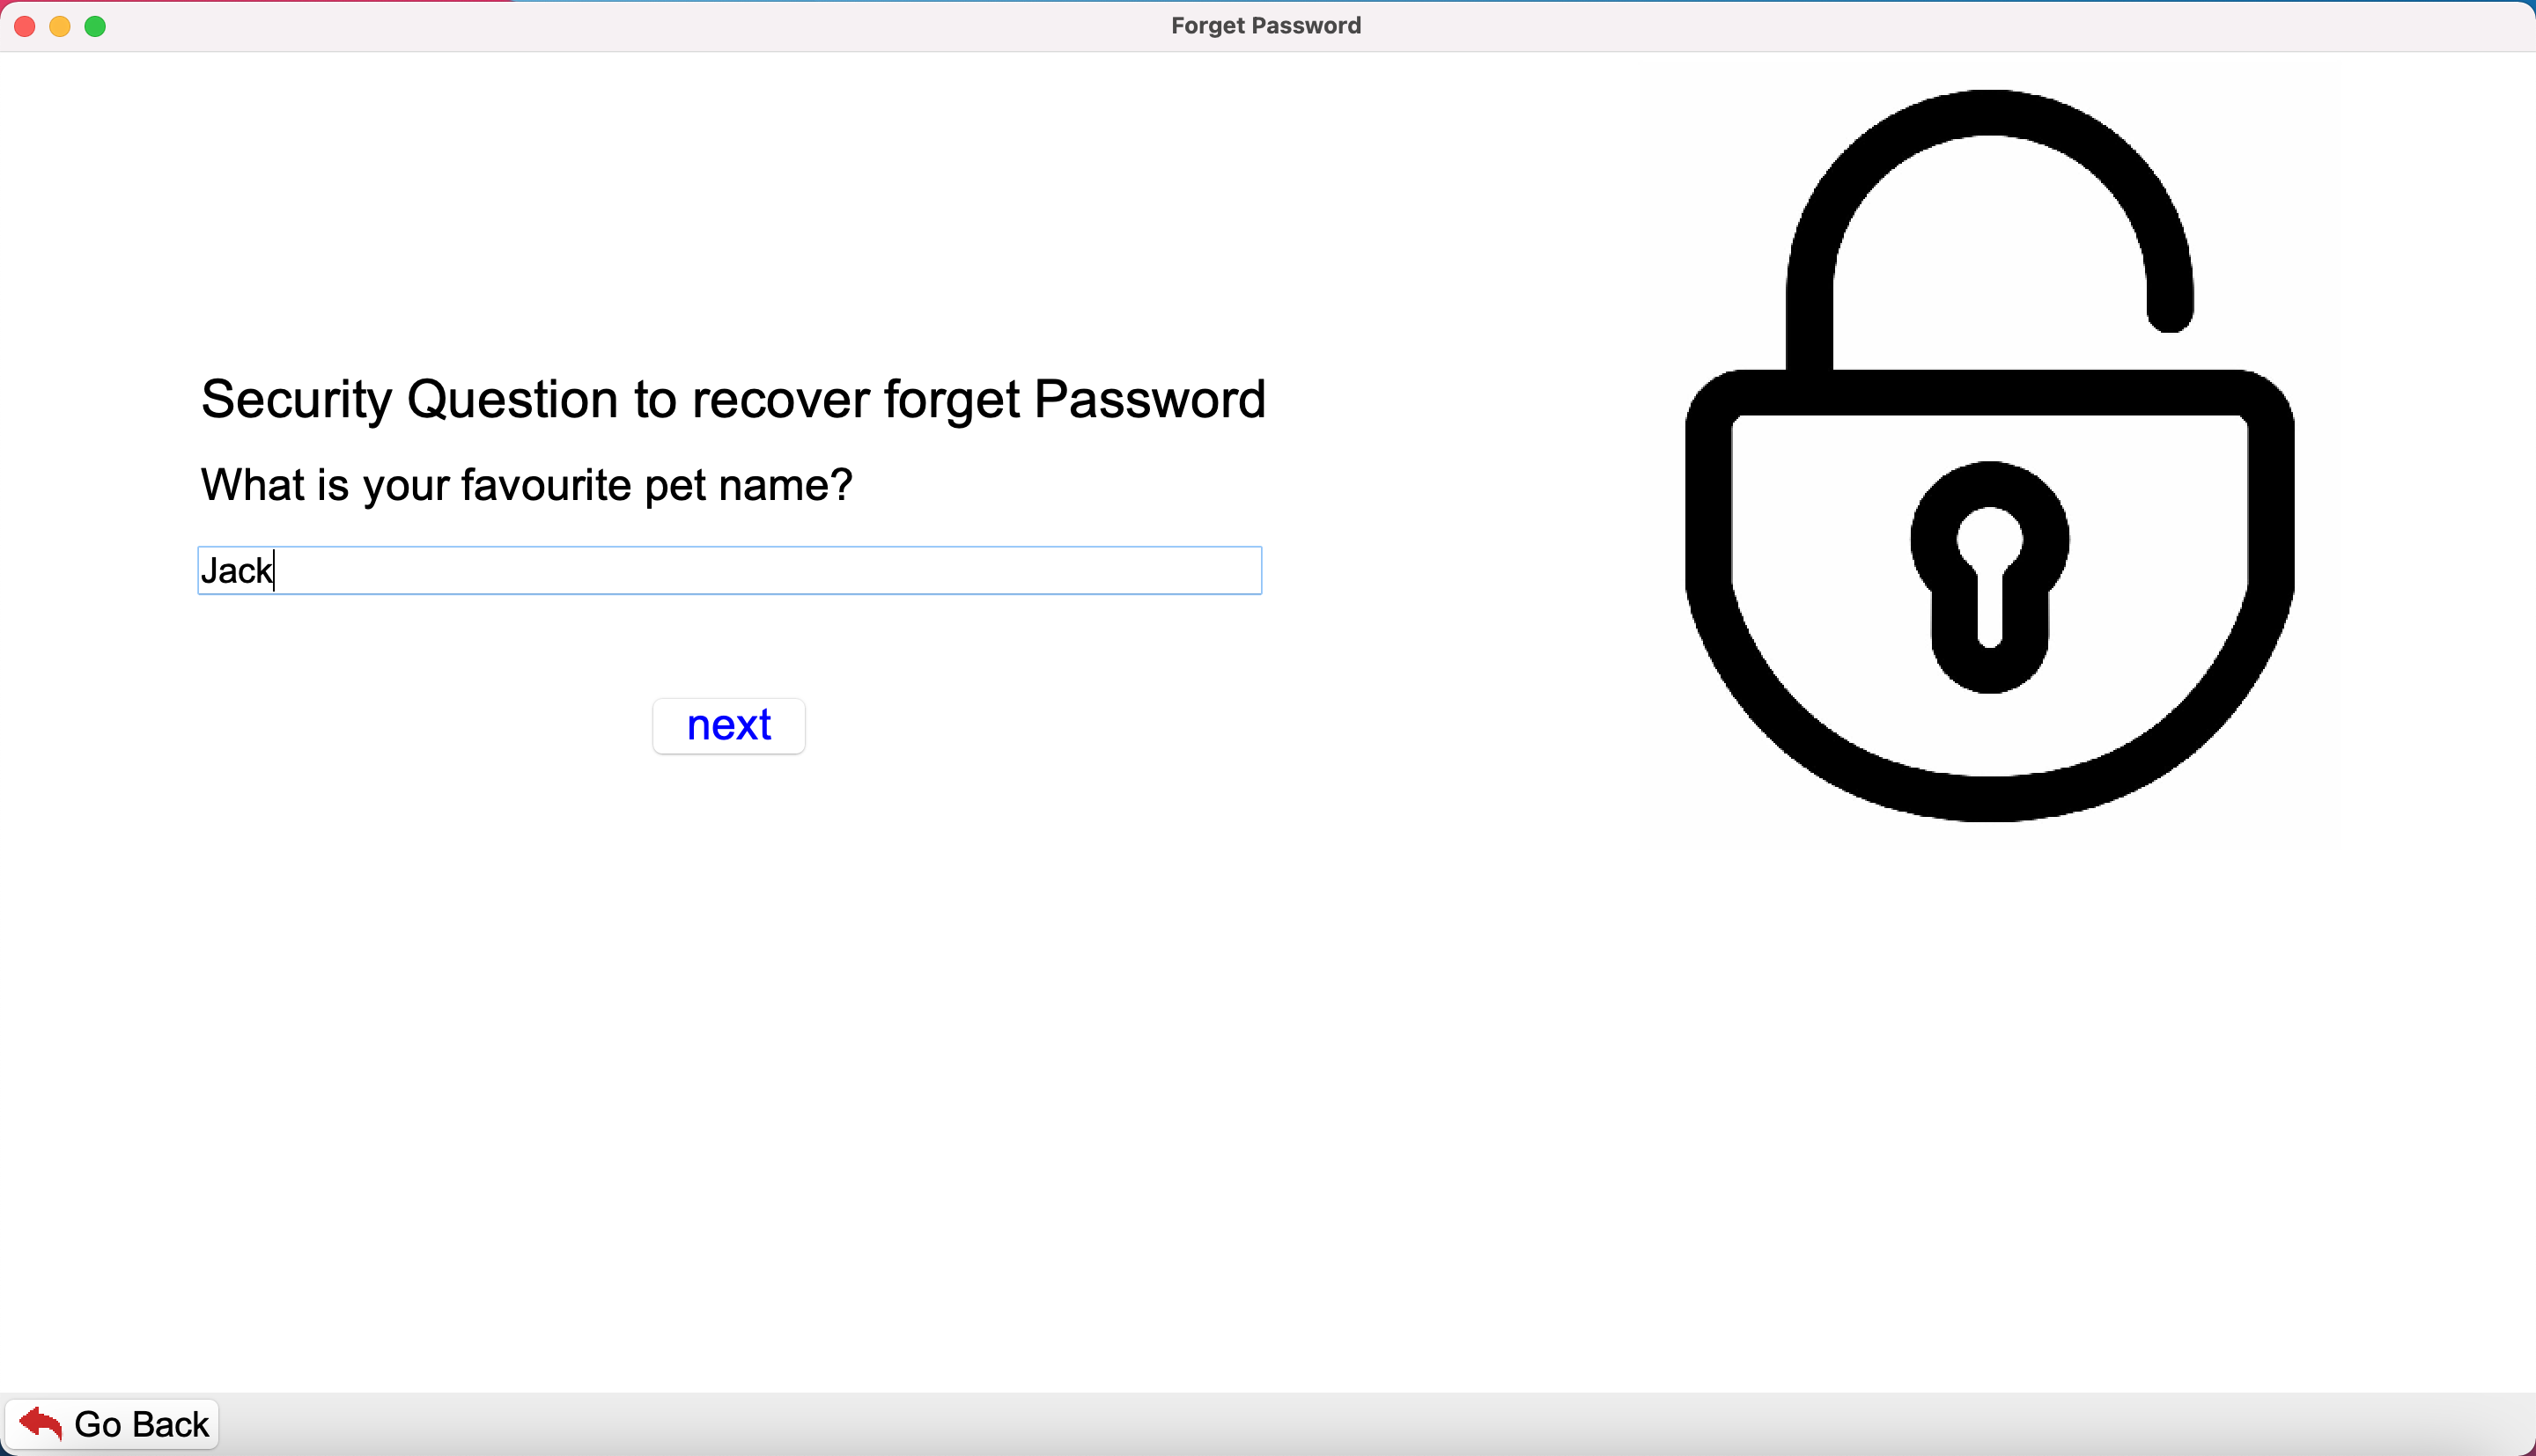 Forget Password
Security Question to recover forget Password
What is your favourite pet name?
Jack
next
Go Back